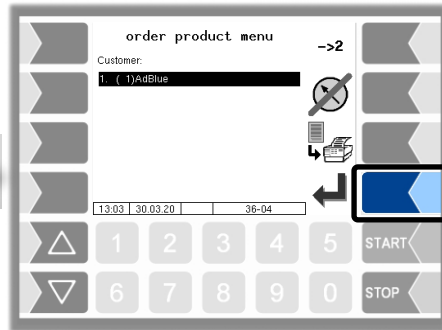 order product menu
->2
Customer:
1. ( 1)AdBlue
13:03 30.03.20 36-04
1 2 3 4 5 START
6 7 8 9 0 STOP